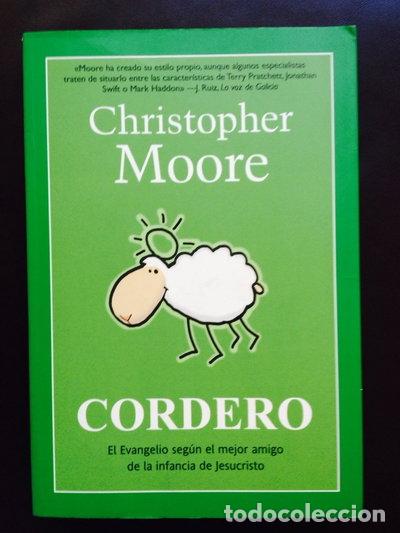 «Moore ha creado su estilo propio, aunque algunos especialistas
traten de situarlo entre las características de Terry Pratchett, Jonathan
Swift o Mark Haddon» —J. Ruiz, La voz de Galicia
Christopher
Moore
CORDERO
El Evangelio según el mejor amigo
de la infancia de Jesucristo
todocoleccion